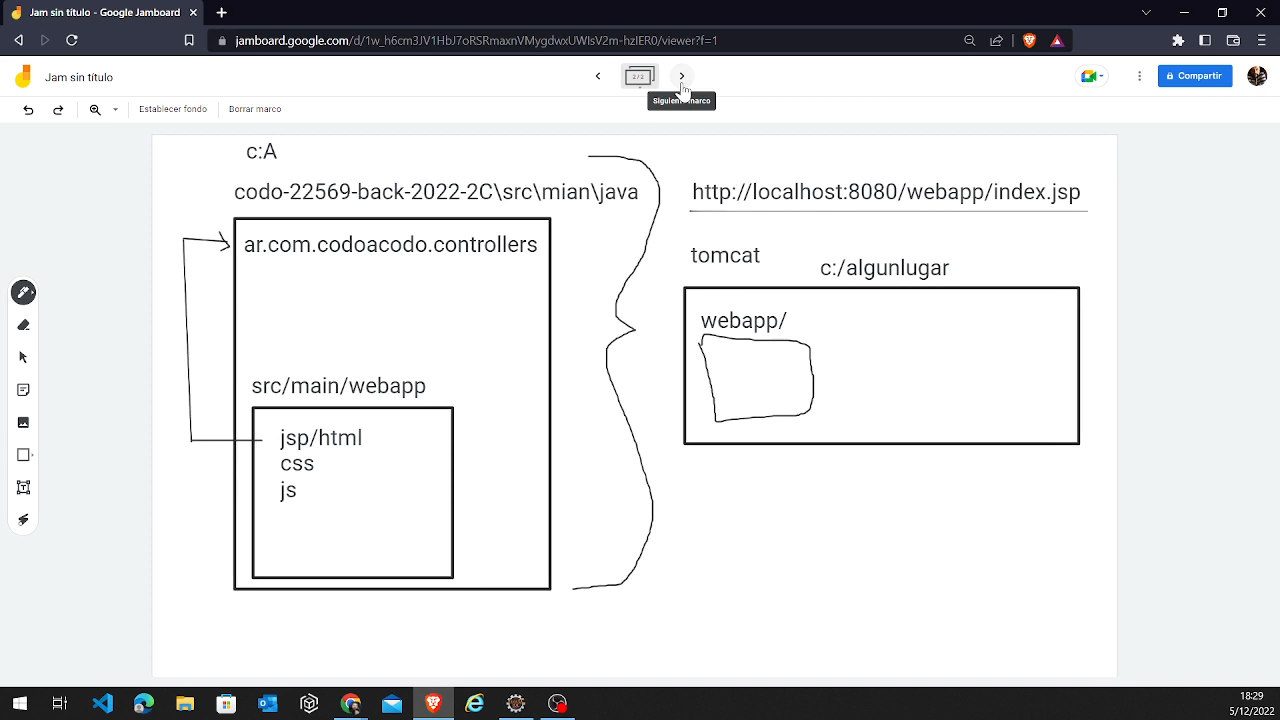 Jam sin título - Google Jamboard
jamboard.google.com/d/1w_h6cm3JV1HbJ7oRSRmaxnVMygdwxUWlsV2m-hzIER0/viewer?f=1
Jam sin título
2 / 2
Compartir
Siguiente marco
Establecer fondo
Borrar marco
c:A
codo-22569-back-2022-2C\src\mian\java
ar.com.codoacodo.controllers
src/main/webapp
jsp/html
css
js
http://localhost:8080/webapp/index.jsp
tomcat
c:/algunlugar
webapp/
18:29
5/12/2022